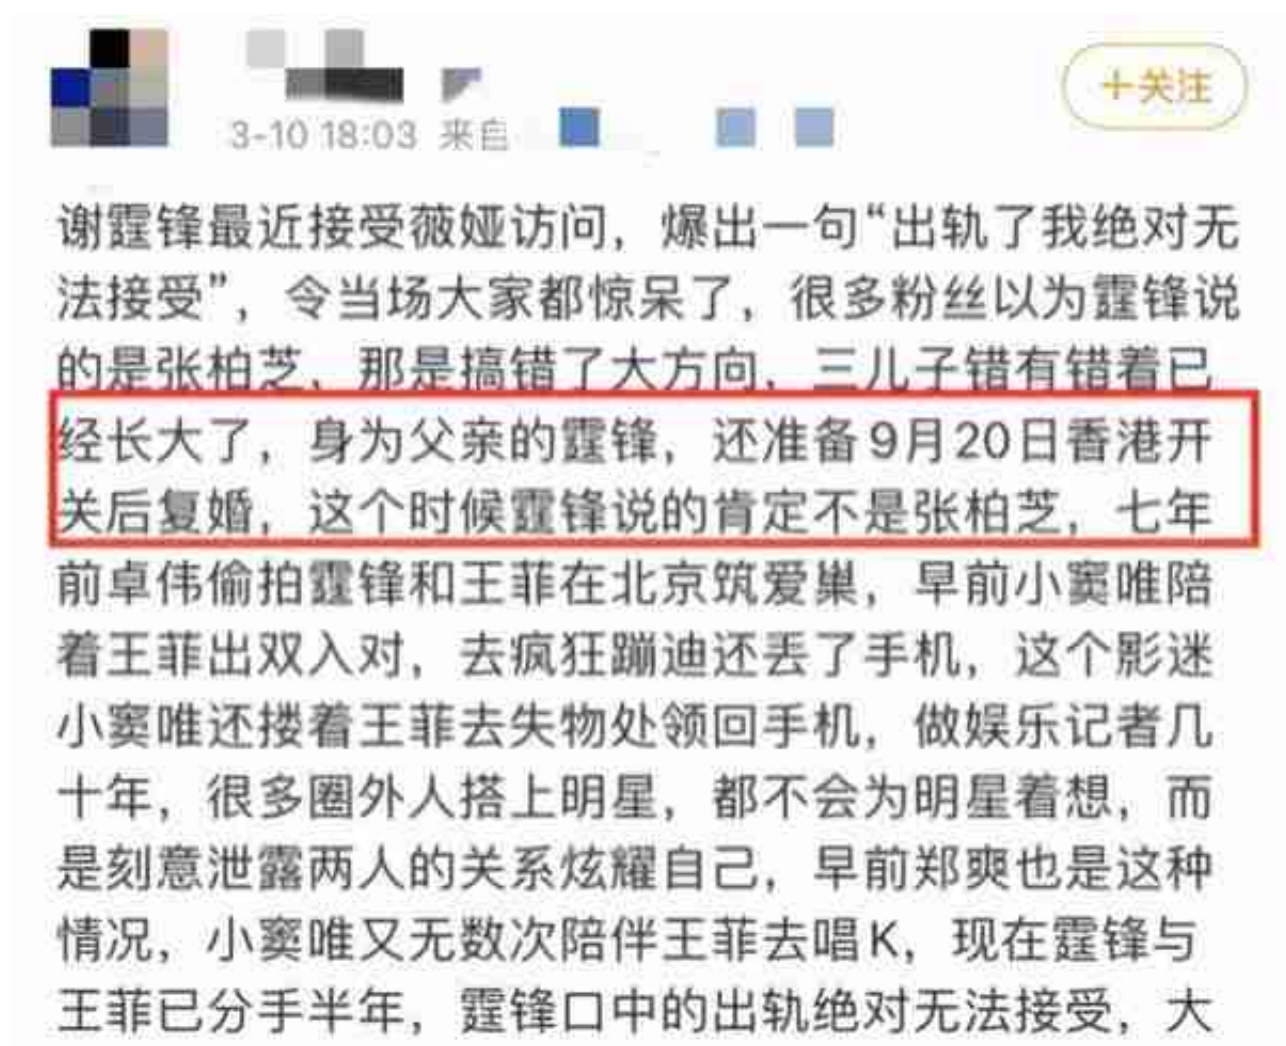 +关注
3-10 18:03 来自
谢霆锋最近接受薇娅访问，爆出一句“出轨了我绝对无
法接受”，令当场大家都惊呆了，很多粉丝以为霆锋说
的是张柏芝，那是搞错了大方向，三儿子错有错着已
经长大了，身为父亲的霆锋，还准备9月20日香港开
关后复婚，这个时候霆锋说的肯定不是张柏芝，七年
前卓伟偷拍霆锋和王菲在北京筑爱巢，早前小窦唯陪
着王菲出双入对，去疯狂蹦迪还丢了手机，这个影迷
小窦唯还搂着王菲去失物处领回手机，做娱乐记者几
十年，很多圈外人搭上明星，都不会为明星着想，而
是刻意泄露两人的关系炫耀自己，早前郑爽也是这种
情况，小窦唯又无数次陪伴王菲去唱K，现在霆锋与
王菲已分手半年，霆锋口中的出轨绝对无法接受，大